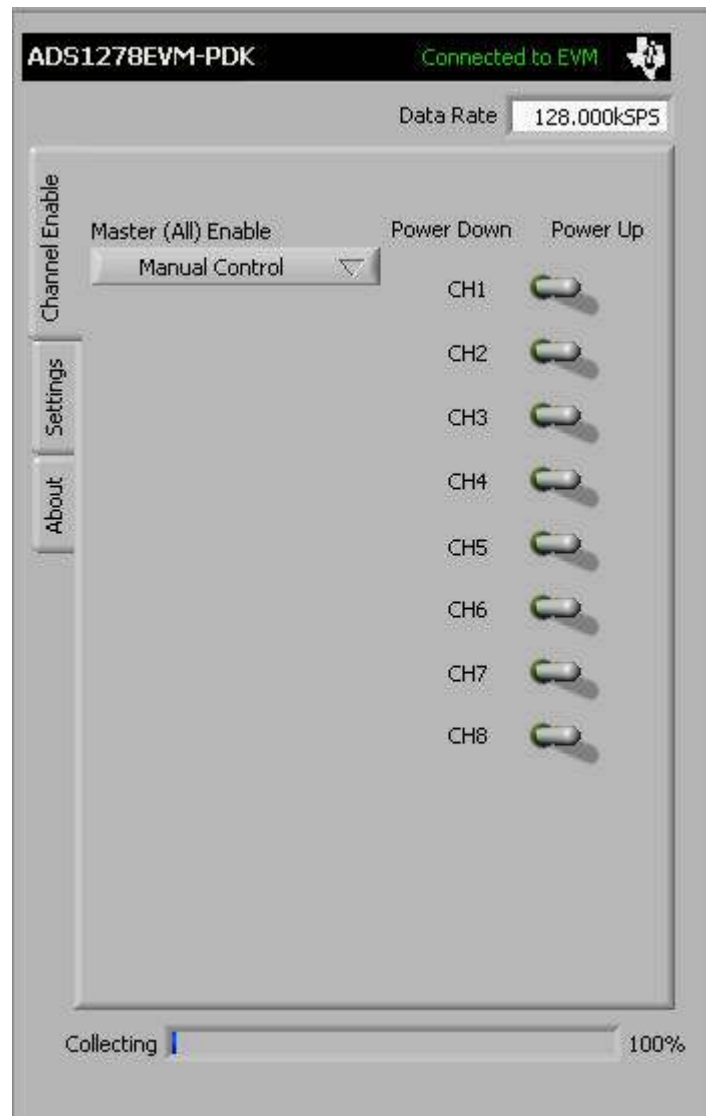 ADS1278EVM-PDK Connected to EVM
Data Rate 128.000kSPS
Channel Enable
Settings
About
Master (All) Enable
Manual Control
Power Down Power Up
CH1
CH2
CH3
CH4
CH5
CH6
CH7
CH8
Collecting 100%